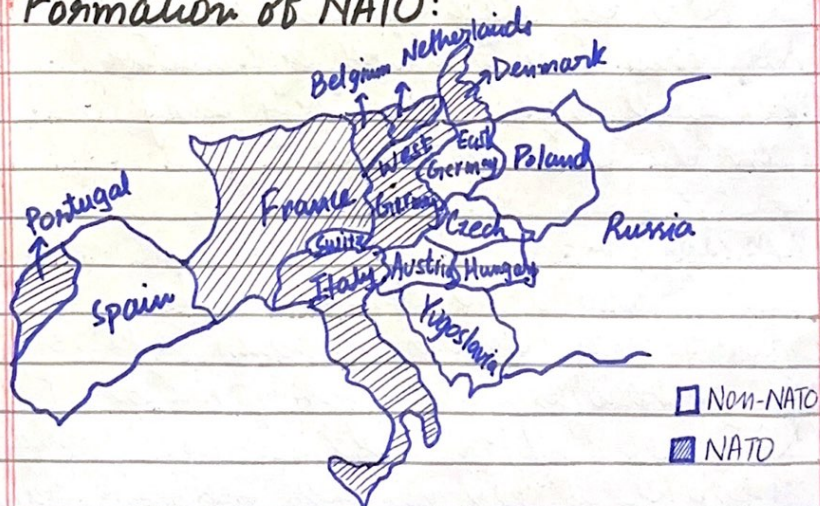 Formation of NATO:
Belgium
Netherlands
Denmark
West
Germany
East
Germany
Poland
Portugal
France
Czech
Russia
Switz
Spain
Italy
Austria
Hungary
Yugoslavia
Non-NATO
NATO